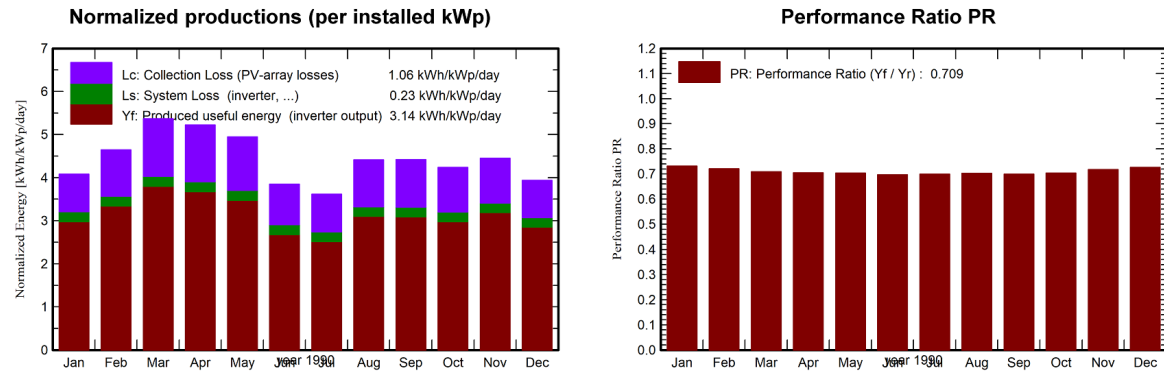 Normalized productions (per installed kWp)
Lc: Collection Loss (PV-array losses) 1.06 kWh/kWp/day
Ls: System Loss (inverter, ...) 0.23 kWh/kWp/day
Yf: Produced useful energy (inverter output) 3.14 kWh/kWp/day
Normalized Energy [kWh/kWp/day]
7
6
5
4
3
2
1
0
Jan Feb Mar Apr May Jun Jul Aug Sep Oct Nov Dec
year 1990
Performance Ratio PR
PR: Performance Ratio (Yf / Yr) : 0.709
Performance Ratio PR
1.2
1.1
1.0
0.9
0.8
0.7
0.6
0.5
0.4
0.3
0.2
0.1
0.0
Jan Feb Mar Apr May Jun Jul Aug Sep Oct Nov Dec
year 1990